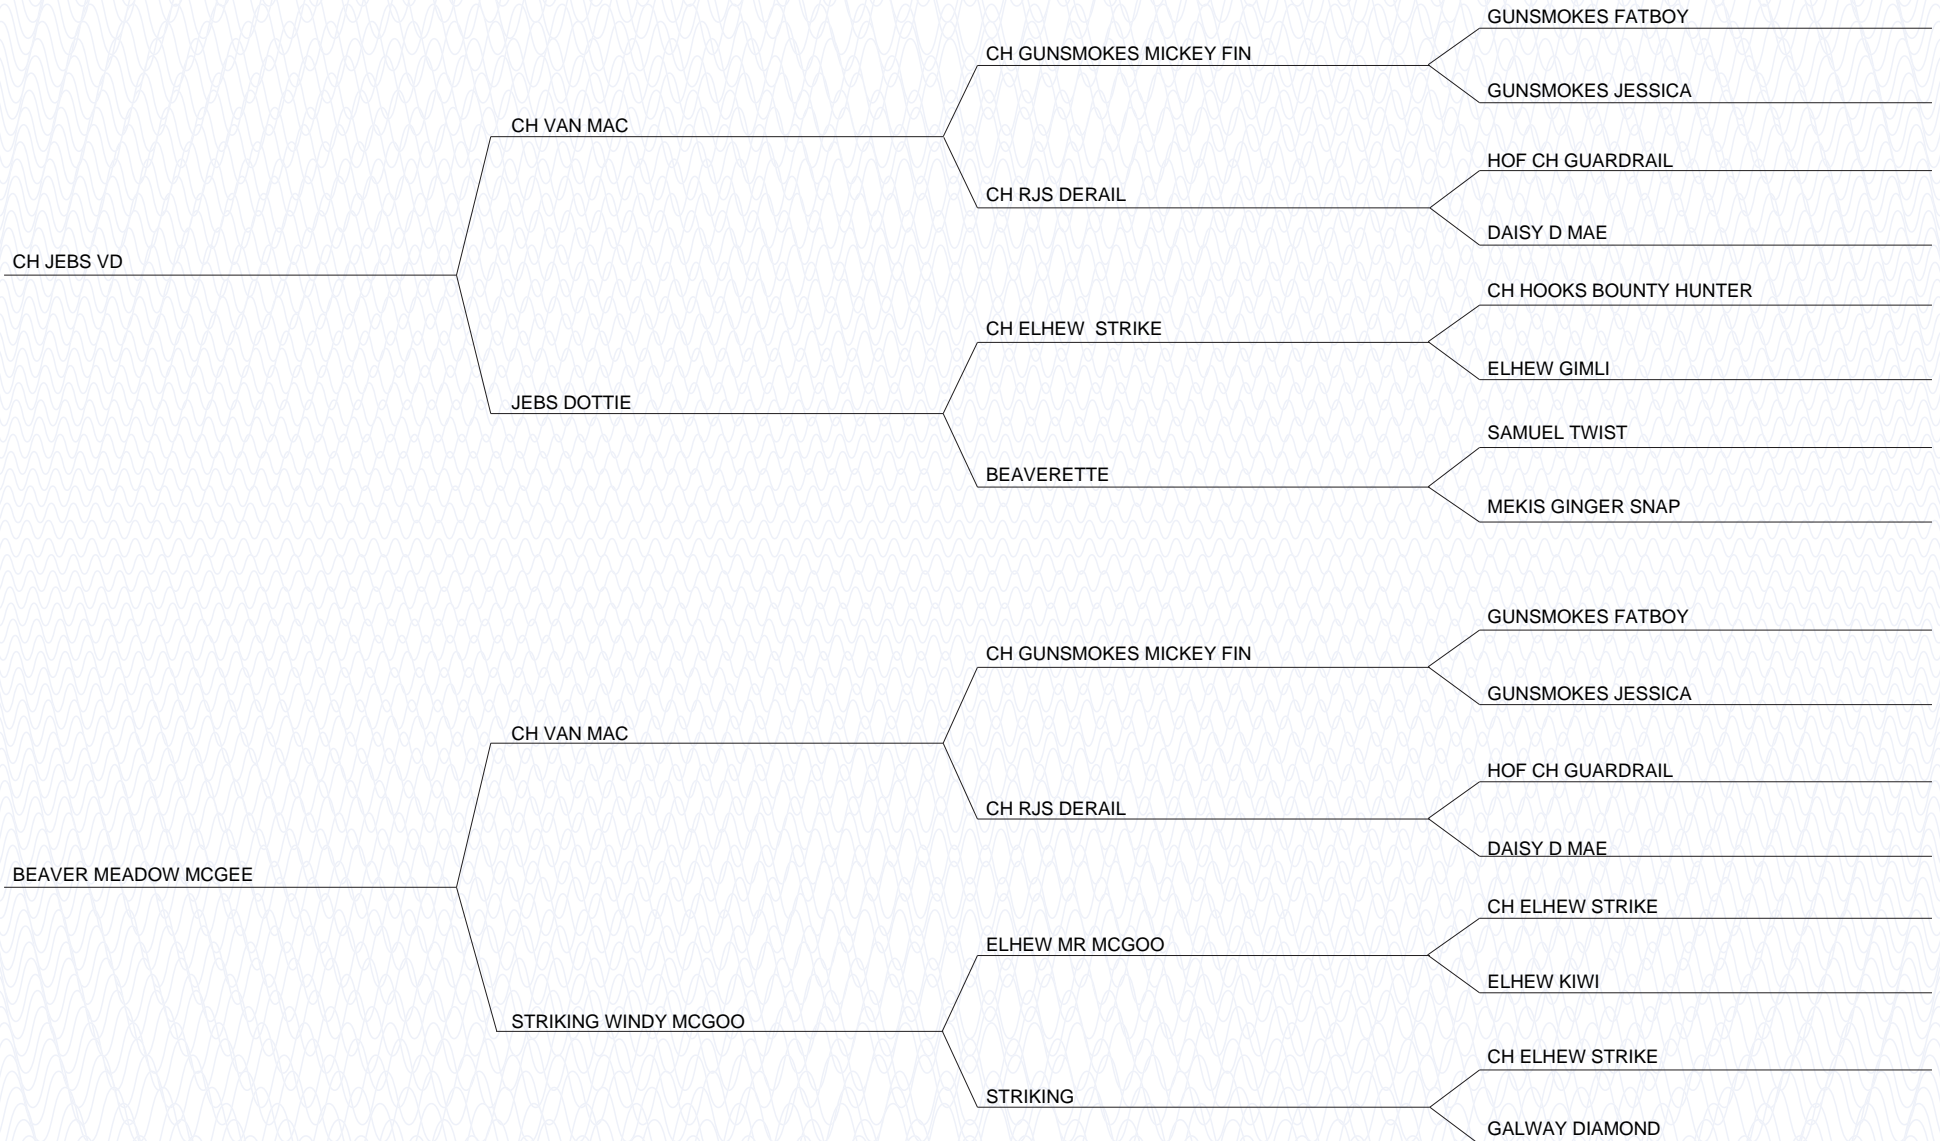 GUNSMOKES FATBOY
CH GUNSMOKES MICKEY FIN
GUNSMOKES JESSICA
CH VAN MAC
HOF CH GUARDRAIL
CH RJS DERAIL
DAISY D MAE
CH JEBS VD
CH HOOKS BOUNTY HUNTER
CH ELHEW  STRIKE
ELHEW GIMLI
JEBS DOTTIE
SAMUEL TWIST
BEAVERETTE
MEKIS GINGER SNAP
GUNSMOKES FATBOY
CH GUNSMOKES MICKEY FIN
GUNSMOKES JESSICA
CH VAN MAC
HOF CH GUARDRAIL
CH RJS DERAIL
DAISY D MAE
BEAVER MEADOW MCGEE
CH ELHEW STRIKE
ELHEW MR MCGOO
ELHEW KIWI
STRIKING WINDY MCGOO
CH ELHEW STRIKE
STRIKING
GALWAY DIAMOND